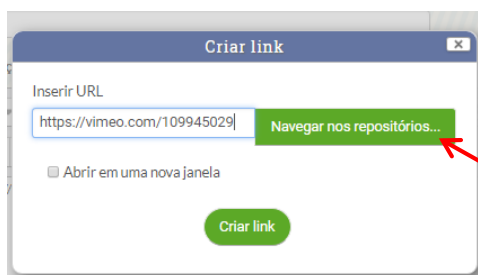 Criar link
Inserir URL
https://vimeo.com/109945029
Navegar nos repositórios...
Abrir em uma nova janela
Criar link